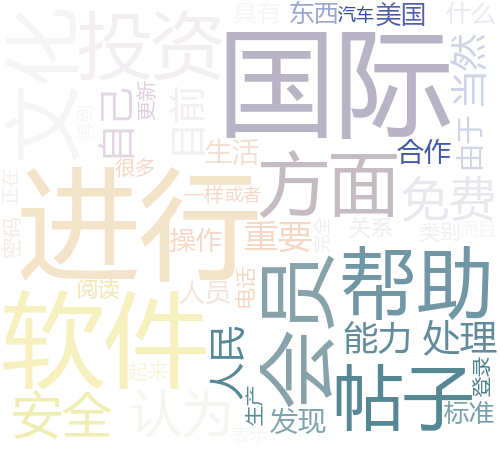 具有
东西
汽车
美国
什么
文化
投资
国际
当然
自己
更新
得到
目前
由于
生活
合作
很多
方面
正在
进行
一样
或者
免费
密码
操作
重要
完全
关系
类别
而且
阅读
人员
电话
会员
帮助
软件
人民
能力
处理
起来
登录
安全
认为
生产
发现
帖子
标准
表示